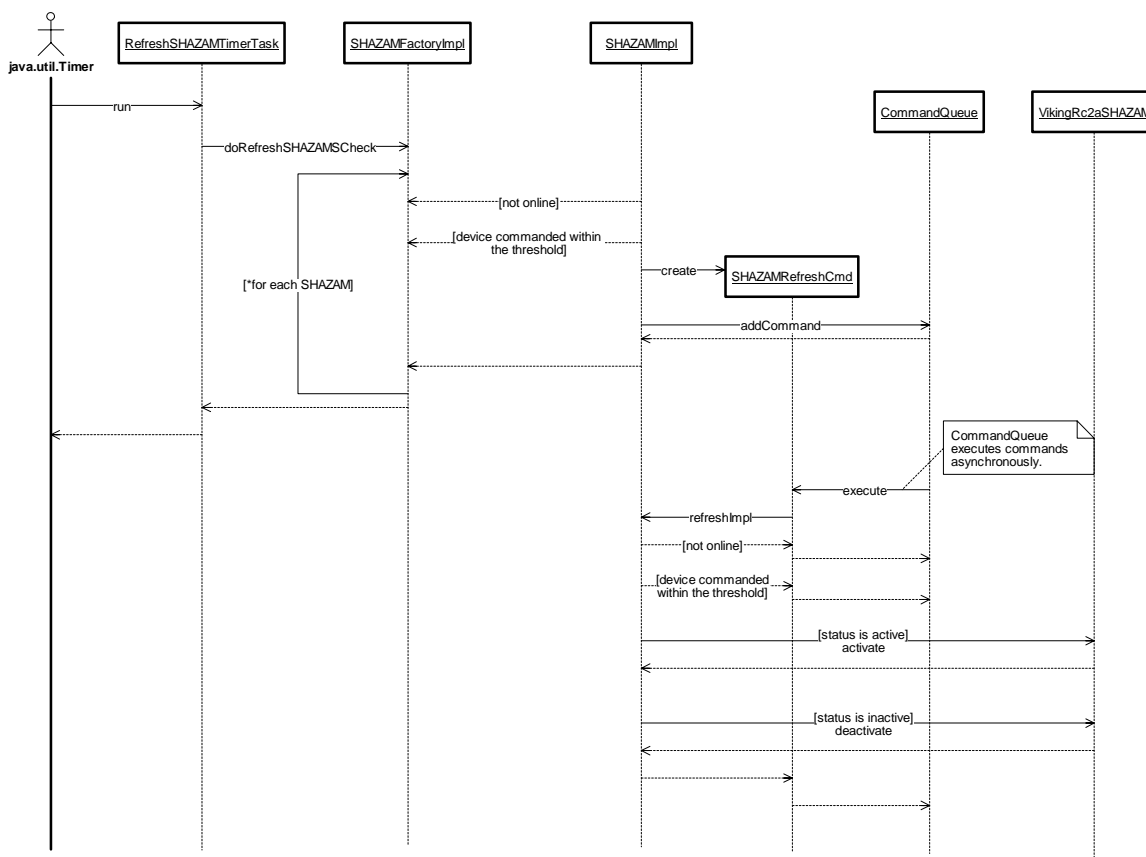 java.util.Timer
RefreshSHAZAMTimerTask
SHAZAMFactoryImpl
SHAZAMImpl
CommandQueue
VikingRc2aSHAZAM
run
doRefreshSHAZAMSCheck
[not online]
[device commanded within
the threshold]
create
SHAZAMRefreshCmd
[*for each SHAZAM]
addCommand
CommandQueue
executes commands
asynchronously.
execute
refreshImpl
[not online]
[device commanded
within the threshold]
[status is active]
activate
[status is inactive]
deactivate